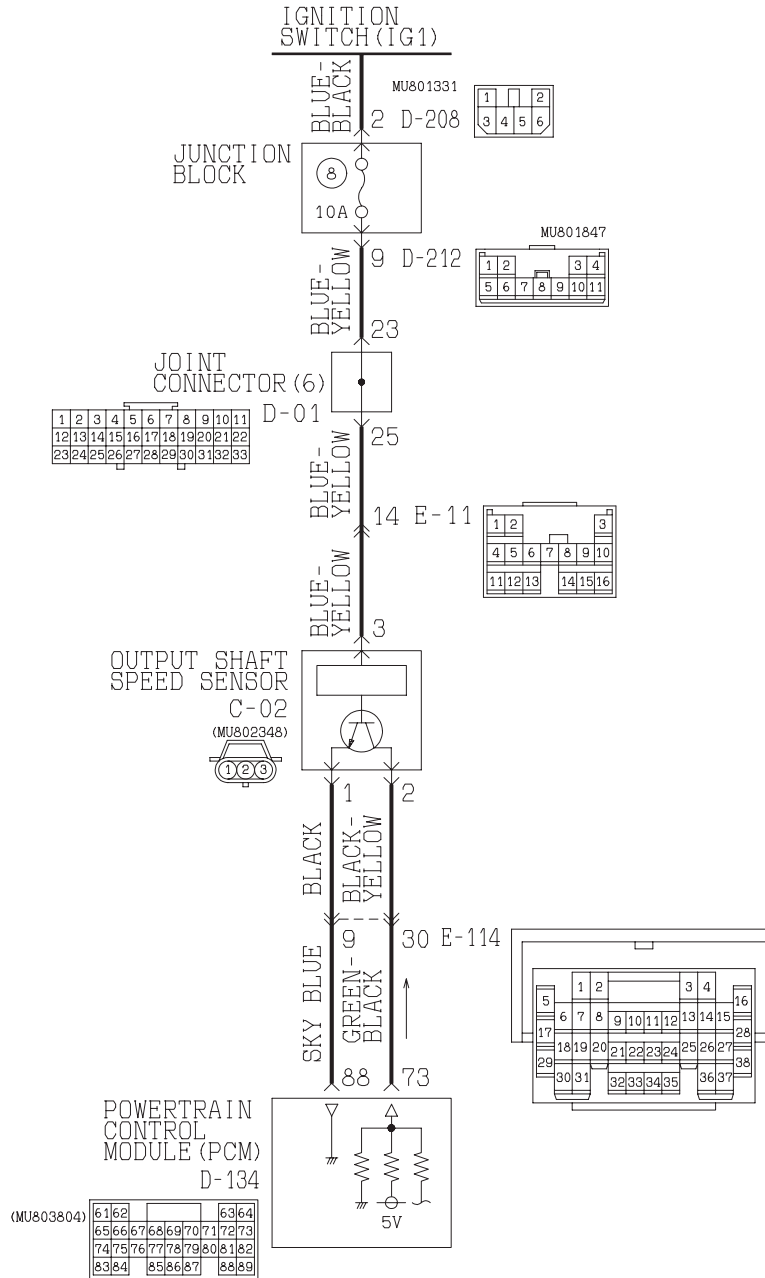 IGNITION
SWITCH(IG1)
BLUE-
BLACK
MU801331
1 2
3 4 5 6
2 D-208
JUNCTION
BLOCK
8
10A
MU801847
9 D-212
1 2 3 4
5 6 7 8 9 10 11
BLUE-
YELLOW
23
JOINT
CONNECTOR(6)
D-01
1 2 3 4 5 6 7 8 9 10 11
12 13 14 15 16 17 18 19 20 21 22
23 24 25 26 27 28 29 30 31 32 33
25
BLUE-
YELLOW
14 E-11
1 2 3
4 5 6 7 8 9 10
11 12 13 14 15 16
BLUE-
YELLOW
3
OUTPUT SHAFT
SPEED SENSOR
C-02
(MU802348)
1 2 3
1 2
BLACK
BLACK-
YELLOW
9 30 E-114
SKY BLUE
GREEN-
BLACK
1 2 3 4
5 16
6 7 8 9 10 11 12 13 14 15
17 28
18 19 20 21 22 23 24 25 26 27
29 38
30 31 32 33 34 35 36 37
88 73
POWERTRAIN
CONTROL
MODULE(PCM)
D-134
5V
(MU803804)
61 62 63 64
65 66 67 68 69 70 71 72 73
74 75 76 77 78 79 80 81 82
83 84 85 86 87 88 89